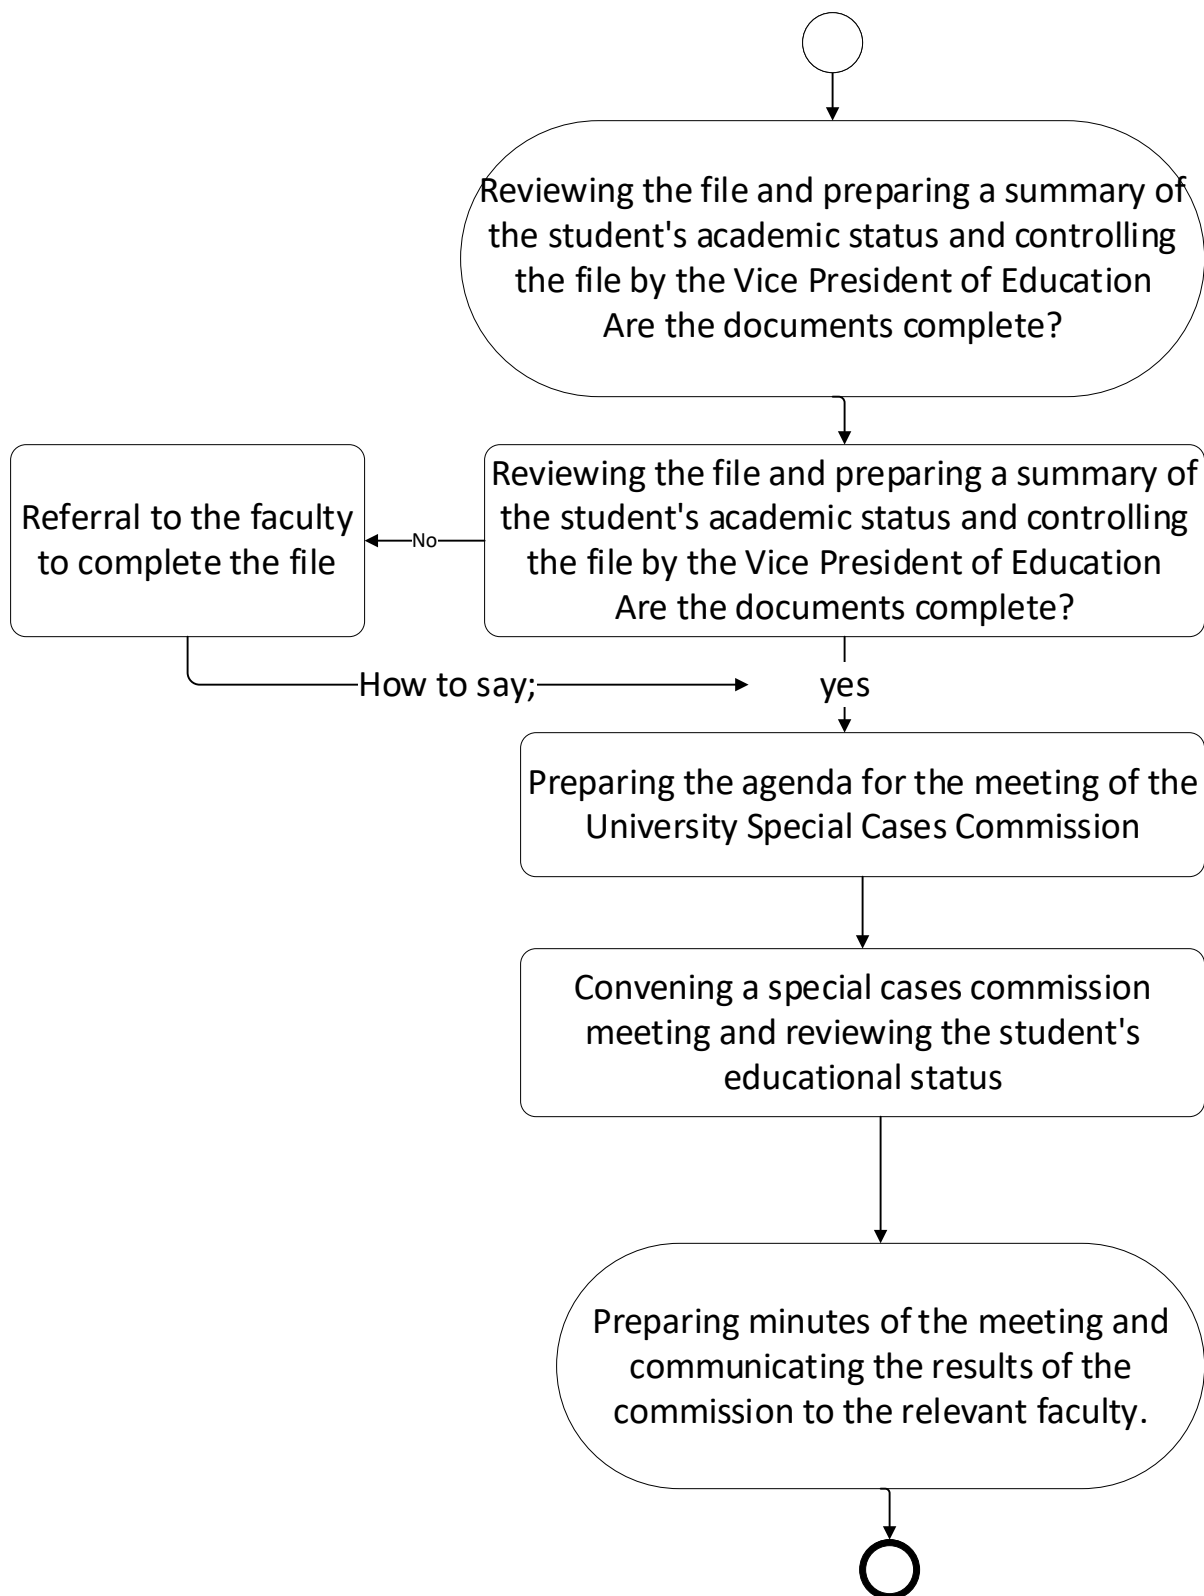 Reviewing the file and preparing a summary of
the student's academic status and controlling
the file by the Vice President of Education
Are the documents complete?
Reviewing the file and preparing a summary of
the student's academic status and controlling
the file by the Vice President of Education
Are the documents complete?
No
Referral to the faculty
to complete the file
How to say;
yes
Preparing the agenda for the meeting of the
University Special Cases Commission
Convening a special cases commission
meeting and reviewing the student's
educational status
Preparing minutes of the meeting and
communicating the results of the
commission to the relevant faculty.